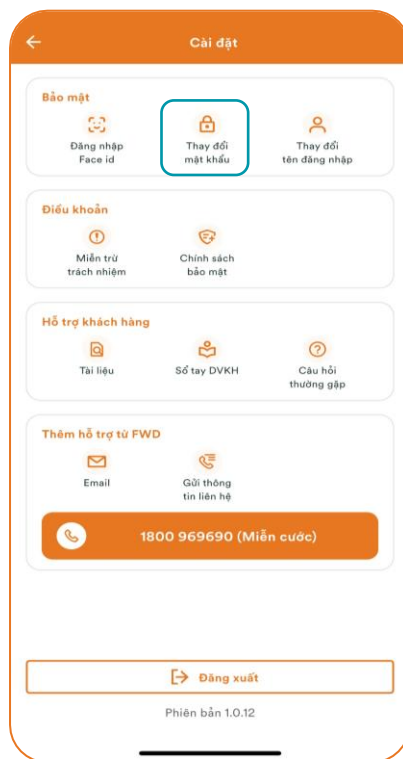 Cài đặt
Bảo mật
Đăng nhập
Face id
Thay đổi
mật khẩu
Thay đổi
tên đăng nhập
Điều khoản
Miễn trừ
trách nhiệm
Chính sách
bảo mật
Hỗ trợ khách hàng
Tài liệu
Sổ tay DVKH
Câu hỏi
thường gặp
Thêm hỗ trợ từ FWD
Email
Gửi thông
tin liên hệ
1800 969690 (Miễn cước)
Đăng xuất
Phiên bản 1.0.12